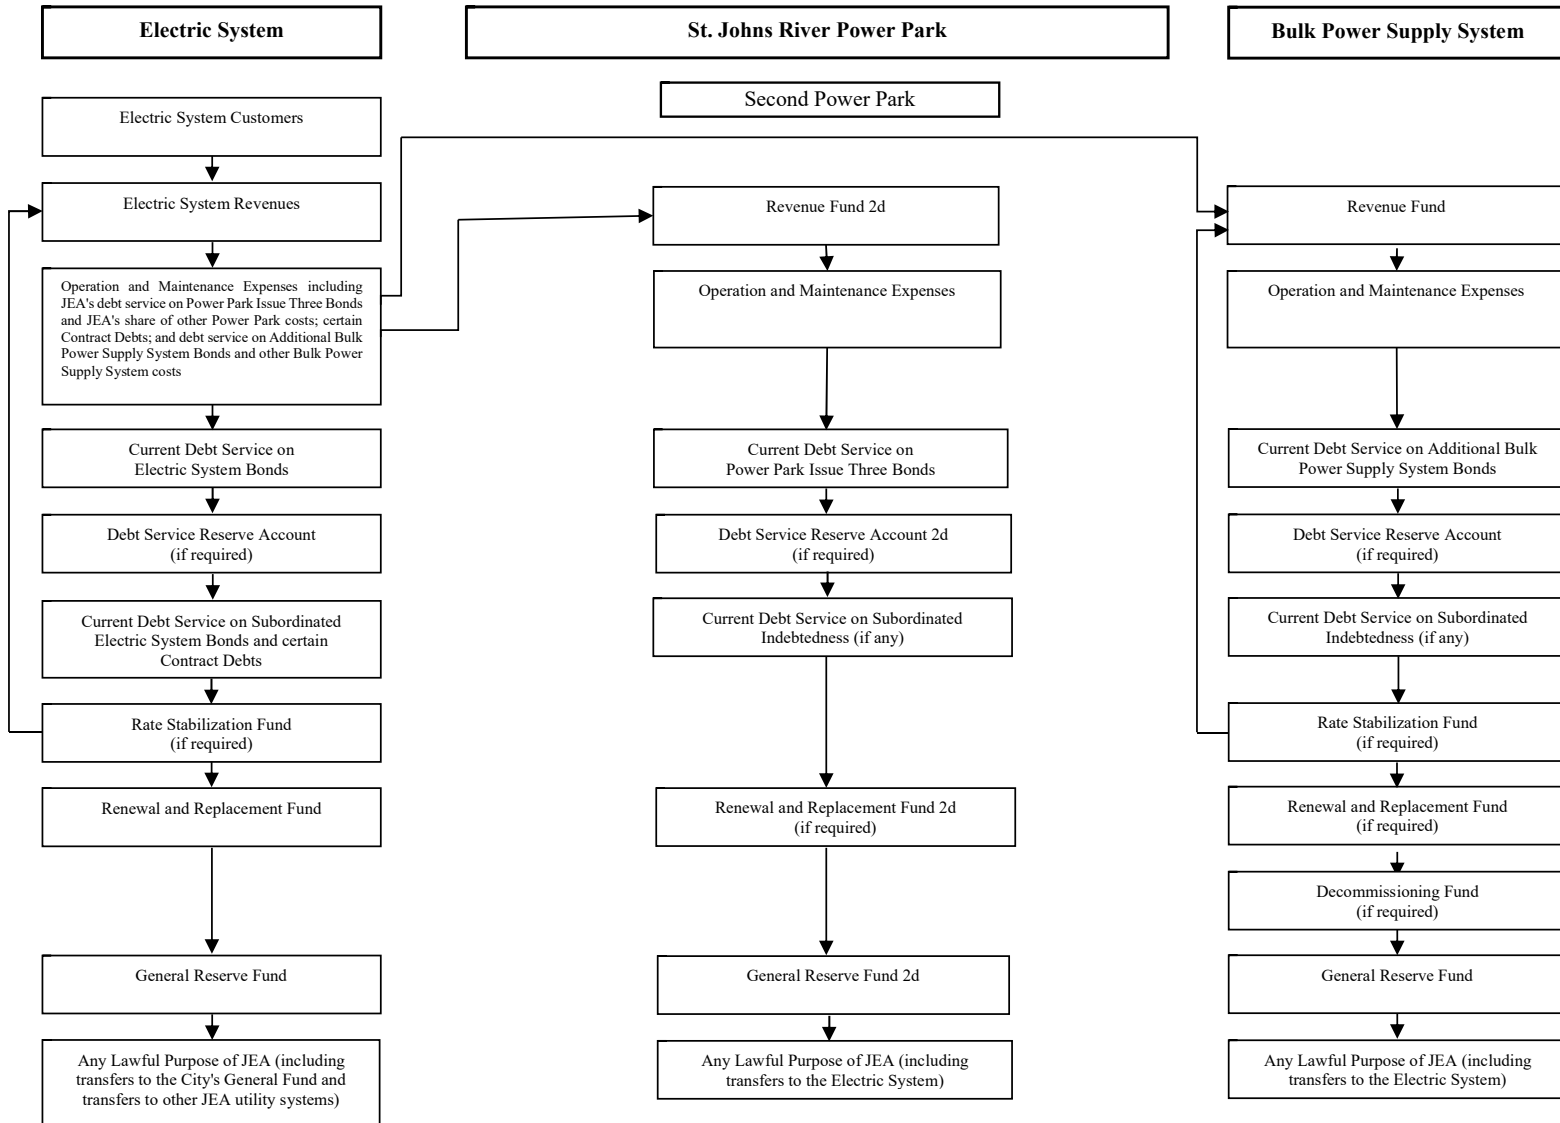 Electric System
St. Johns River Power Park
Bulk Power Supply System
Second Power Park
Electric System Customers
Electric System Revenues
Operation and Maintenance Expenses including
JEA's debt service on Power Park Issue Three Bonds
and JEA's share of other Power Park costs; certain
Contract Debts; and debt service on Additional Bulk
Power Supply System Bonds and other Bulk Power
Supply System costs
Current Debt Service on
Electric System Bonds
Debt Service Reserve Account
(if required)
Current Debt Service on Subordinated
Electric System Bonds and certain
Contract Debts
Rate Stabilization Fund
(if required)
Renewal and Replacement Fund
General Reserve Fund
Any Lawful Purpose of JEA (including
transfers to the City's General Fund and
transfers to other JEA utility systems)
Revenue Fund 2d
Operation and Maintenance Expenses
Current Debt Service on
Power Park Issue Three Bonds
Debt Service Reserve Account 2d
(if required)
Current Debt Service on Subordinated
Indebtedness (if any)
Renewal and Replacement Fund 2d
(if required)
General Reserve Fund 2d
Any Lawful Purpose of JEA (including
transfers to the Electric System)
Revenue Fund
Operation and Maintenance Expenses
Current Debt Service on Additional Bulk
Power Supply System Bonds
Debt Service Reserve Account
(if required)
Current Debt Service on Subordinated
Indebtedness (if any)
Rate Stabilization Fund
(if required)
Renewal and Replacement Fund
(if required)
Decommissioning Fund
(if required)
General Reserve Fund
Any Lawful Purpose of JEA (including
transfers to the Electric System)